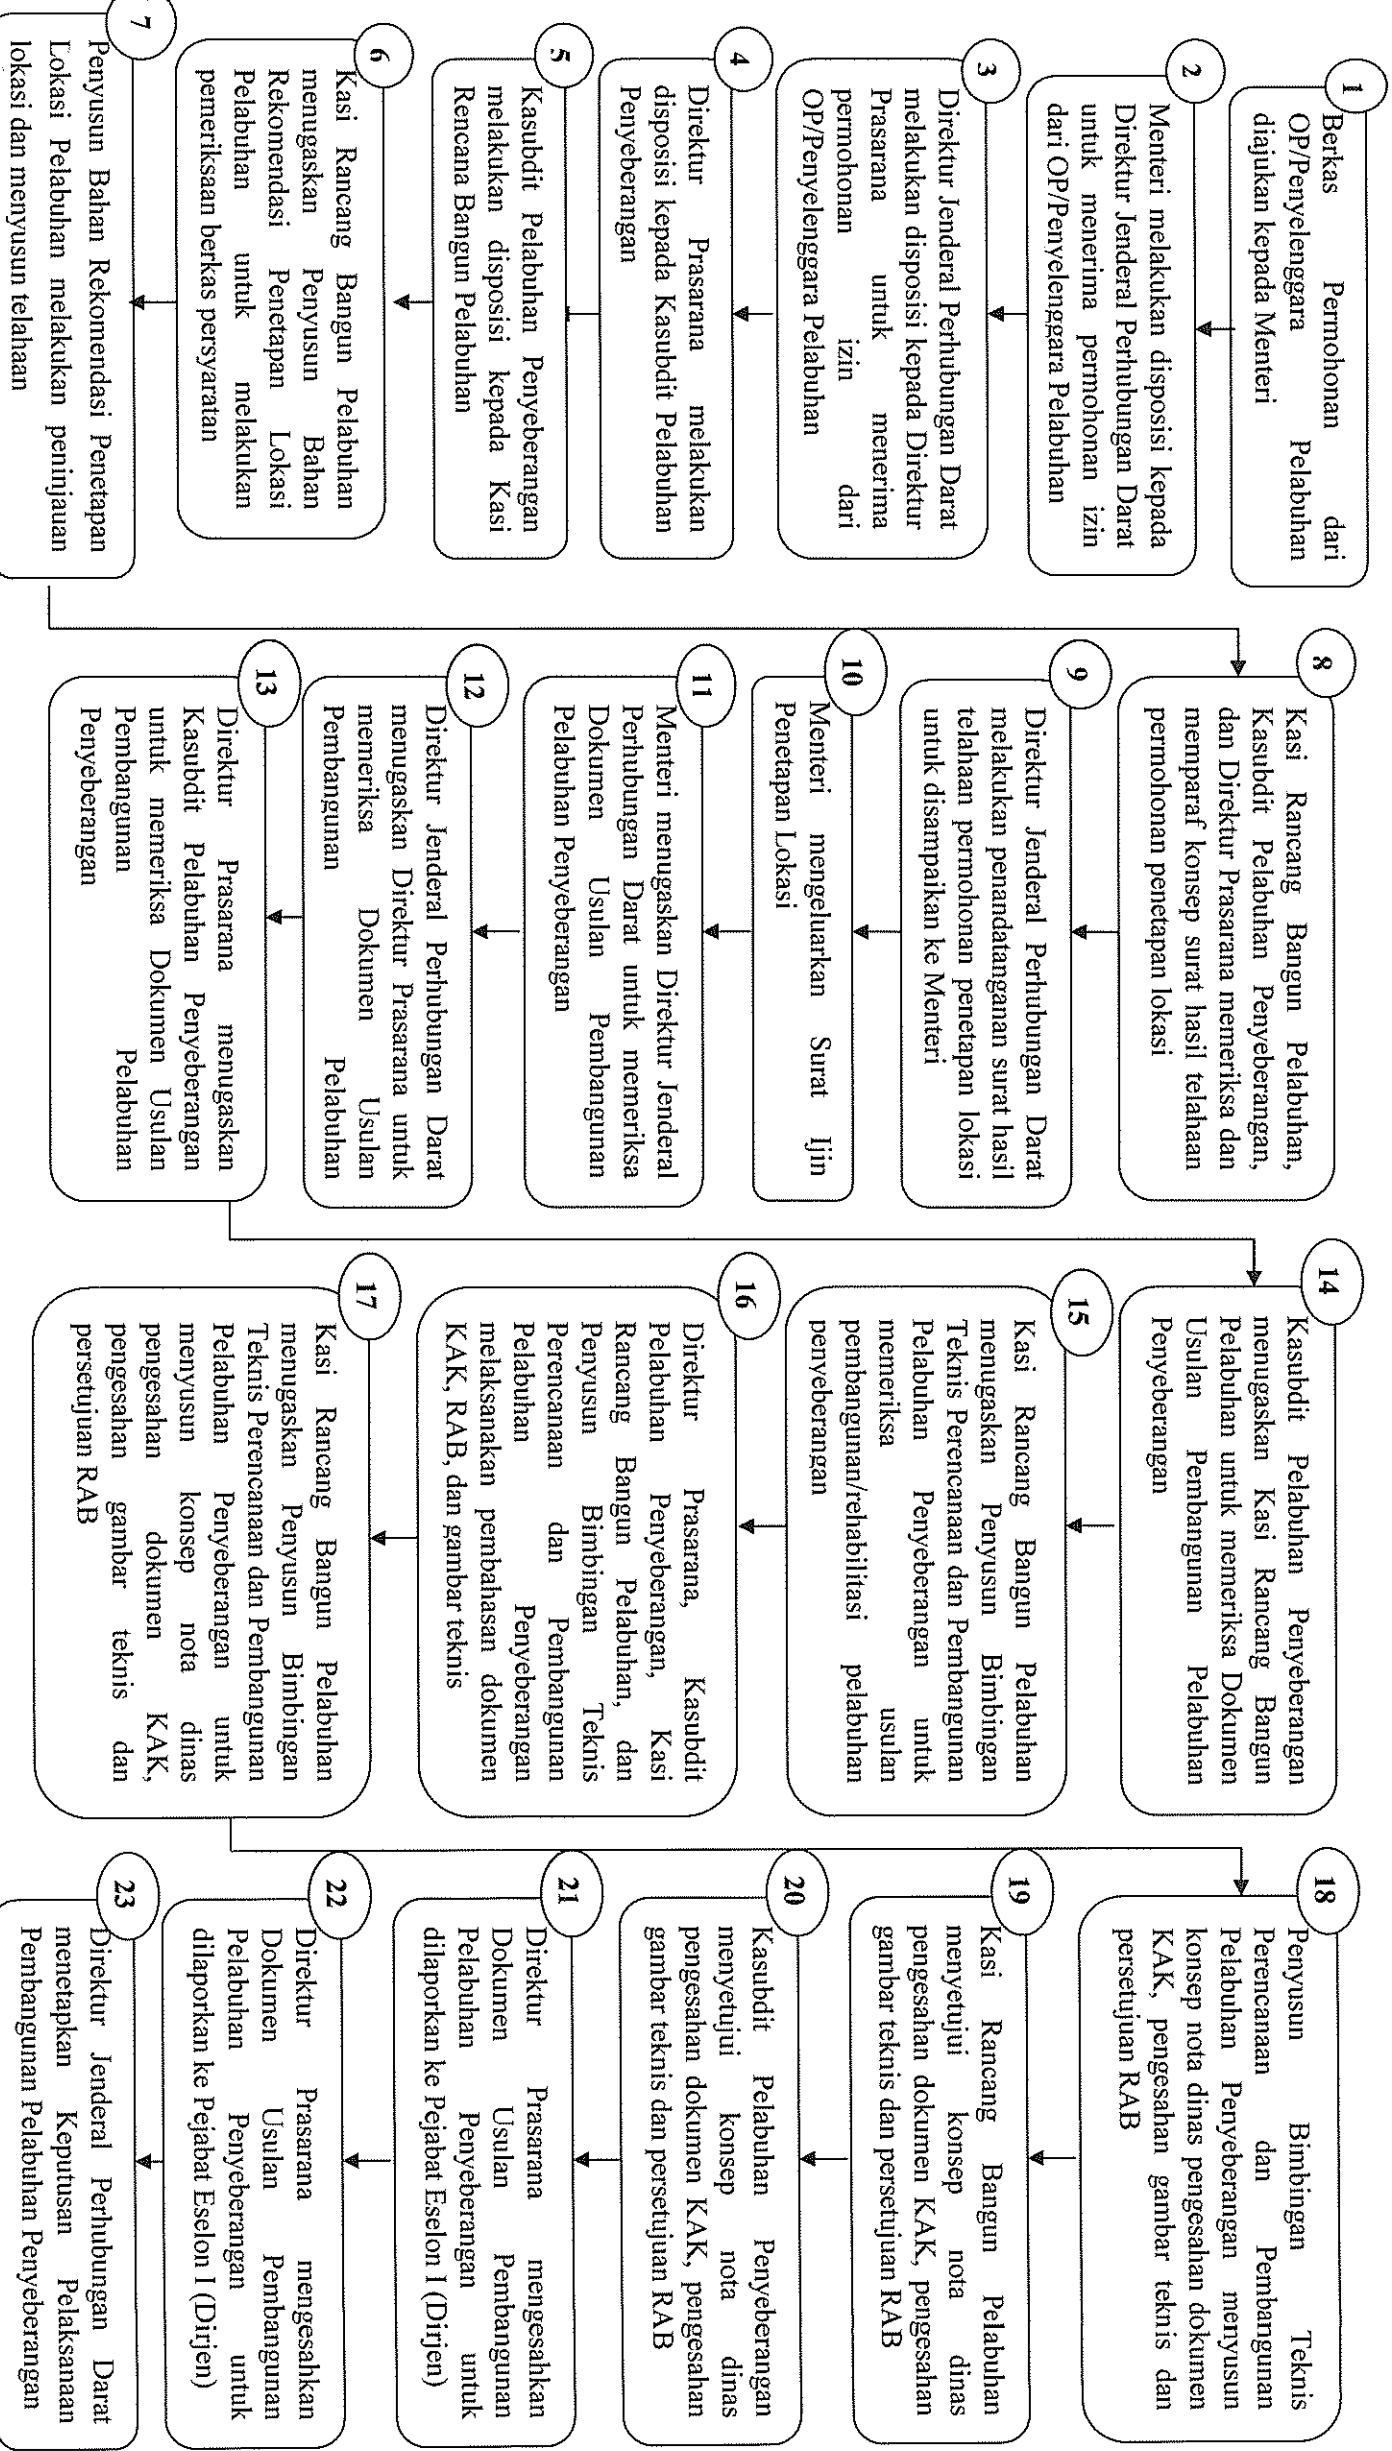 1
Berkas Permohonan dari
OP/Penyelenggara Pelabuhan
diajukan kepada Menteri
2
Menteri melakukan disposisi kepada
Direktur Jenderal Perhubungan Darat
untuk menerima permohonan izin
dari OP/Penyelenggara Pelabuhan
3
Direktur Jenderal Perhubungan Darat
melakukan disposisi kepada Direktur
Prasarana untuk menerima
permohonan izin dari
OP/Penyelenggara Pelabuhan
4
Direktur Prasarana melakukan
disposisi kepada Kasubdit Pelabuhan
Penyeberangan
5
Kasubdit Pelabuhan Penyeberangan
melakukan disposisi kepada Kasi
Rencana Bangun Pelabuhan
6
Kasi Rancang Bangun Pelabuhan
menugaskan Penyusun Bahan
Rekomendasi Penetapan Lokasi
Pelabuhan untuk melakukan
pemeriksaan berkas persyaratan
7
Penyusun Bahan Rekomendasi Penetapan
Lokasi Pelabuhan melakukan peninjauan
lokasi dan menyusun telahaan
8
Kasi Rancang Bangun Pelabuhan,
Kasubdit Pelabuhan Penyeberangan,
dan Direktur Prasarana memeriksa dan
memparaf konsep surat hasil telahaan
permohonan penetapan lokasi
9
Direktur Jenderal Perhubungan Darat
melakukan penandatanganan surat hasil
telahaan permohonan penetapan lokasi
untuk disampaikan ke Menteri
10
Menteri mengeluarkan Surat Ijin
Penetapan Lokasi
11
Menteri menugaskan Direktur Jenderal
Perhubungan Darat untuk memeriksa
Dokumen Usulan Pembangunan
Pelabuhan Penyeberangan
12
Direktur Jenderal Perhubungan Darat
menugaskan Direktur Prasarana untuk
memeriksa Dokumen Usulan
Pembangunan Pelabuhan
13
Direktur Prasarana menugaskan
Kasubdit Pelabuhan Penyeberangan
untuk memeriksa Dokumen Usulan
Pembangunan Pelabuhan
Penyeberangan
14
Kasubdit Pelabuhan Penyeberangan
menugaskan Kasi Rancang Bangun
Pelabuhan untuk memeriksa Dokumen
Usulan Pembangunan Pelabuhan
Penyeberangan
15
Kasi Rancang Bangun Pelabuhan
menugaskan Penyusun Bimbingan
Teknis Perencanaan dan Pembangunan
Pelabuhan Penyeberangan untuk
memeriksa usulan
pembangunan/rehabilitasi pelabuhan
penyeberangan
16
Direktur Prasarana, Kasubdit
Pelabuhan Penyeberangan, Kasi
Rancang Bangun Pelabuhan, dan
Penyusun Bimbingan Teknis
Perencanaan dan Pembangunan
Pelabuhan Penyeberangan
melaksanakan pembahasan dokumen
KAK, RAB, dan gambar teknis
17
Kasi Rancang Bangun Pelabuhan
menugaskan Penyusun Bimbingan
Teknis Perencanaan dan Pembangunan
Pelabuhan Penyeberangan untuk
menyusun konsep nota dinas
pengesahan dokumen KAK,
pengesahan gambar teknis dan
persetujuan RAB
18
Penyusun Bimbingan Teknis
Perencanaan dan Pembangunan
Pelabuhan Penyeberangan menyusun
konsep nota dinas pengesahan dokumen
KAK, pengesahan gambar teknis dan
persetujuan RAB
19
Kasi Rancang Bangun Pelabuhan
menyetujui konsep nota dinas
pengesahan dokumen KAK, pengesahan
gambar teknis dan persetujuan RAB
20
Kasubdit Pelabuhan Penyeberangan
menyetujui konsep nota dinas
pengesahan dokumen KAK, pengesahan
gambar teknis dan persetujuan RAB
21
Direktur Prasarana mengesahkan
Dokumen Usulan Pembangunan
Pelabuhan Penyeberangan untuk
dilaporkan ke Pejabat Eselon I (Dirjen)
22
Direktur Prasarana mengesahkan
Dokumen Usulan Pembangunan
Pelabuhan Penyeberangan untuk
dilaporkan ke Pejabat Eselon I (Dirjen)
23
Direktur Jenderal Perhubungan Darat
menetapkan Keputusan Pelaksanaan
Pembangunan Pelabuhan Penyeberangan